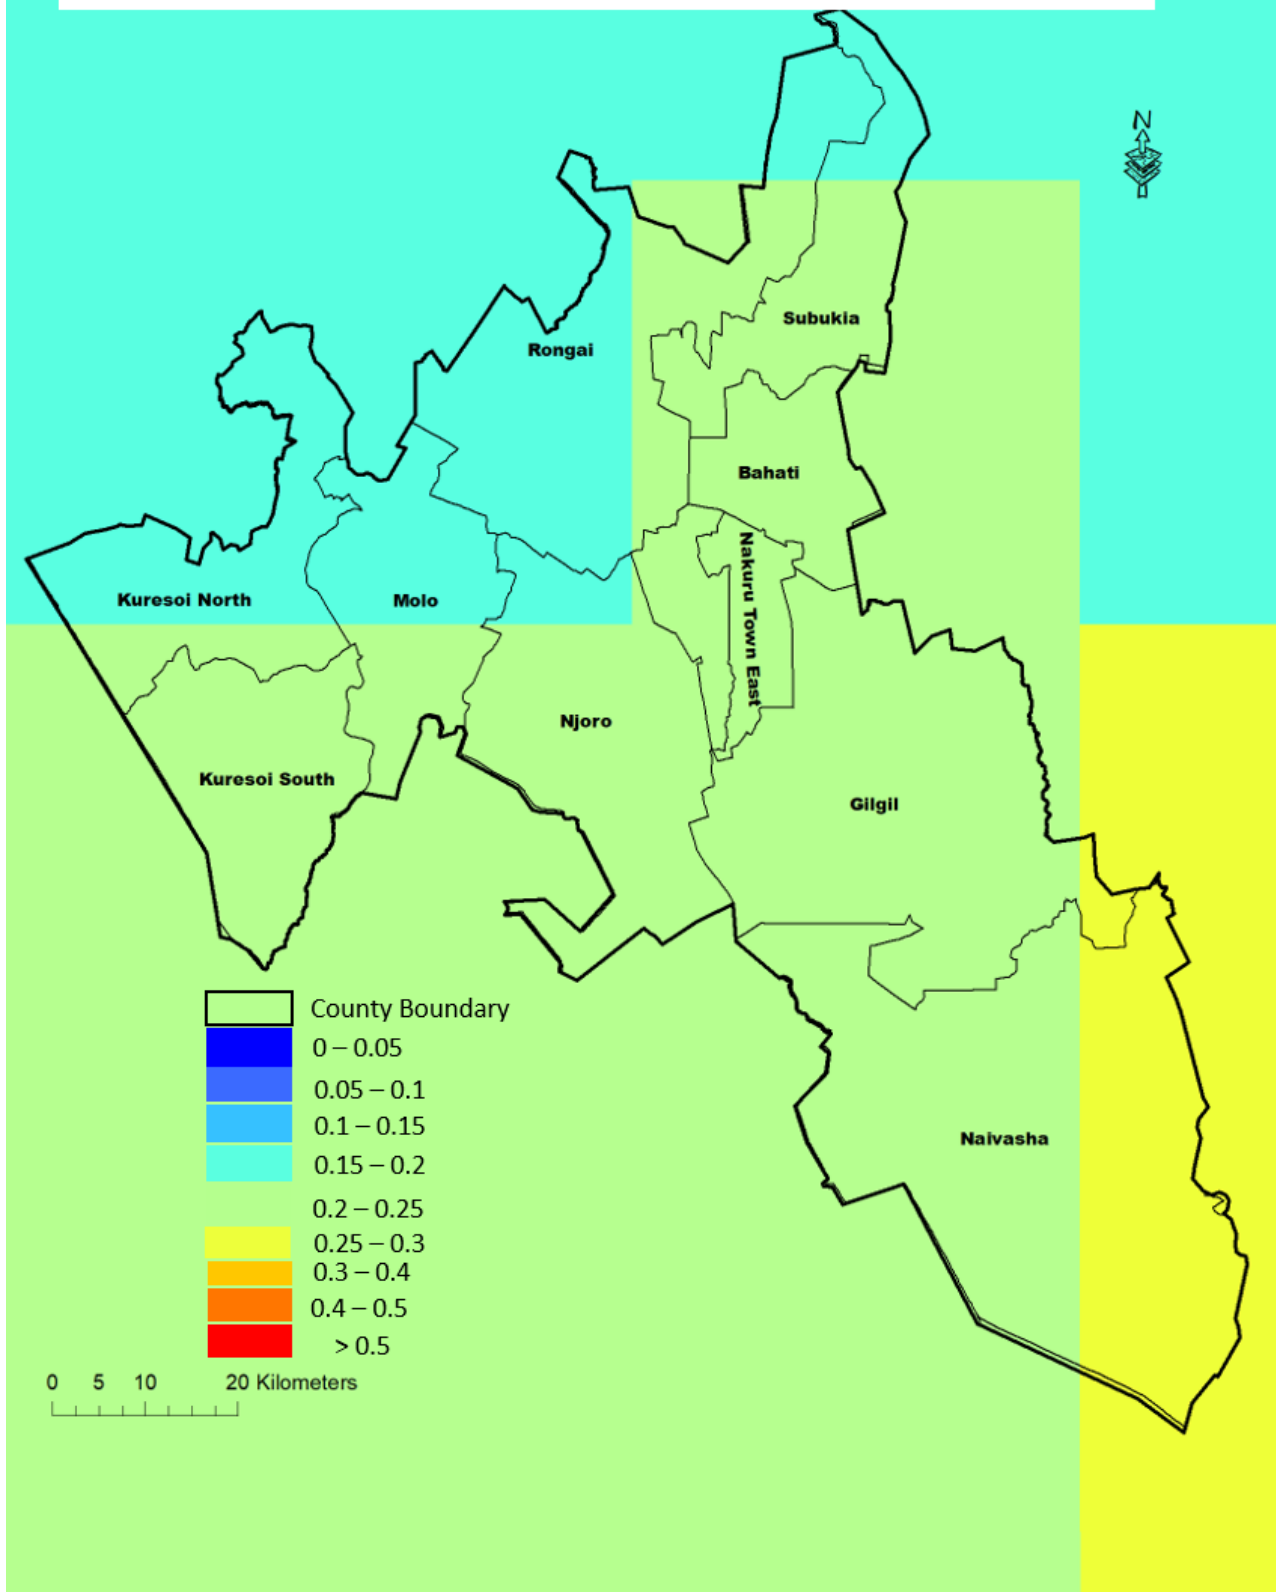 N
Subukia
Rongai
Bahati
Nakuru Town East
Kuresoi North
Molo
Njoro
Kuresoi South
Gilgil
Naivasha
County Boundary
0 – 0.05
0.05 – 0.1
0.1 – 0.15
0.15 – 0.2
0.2 – 0.25
0.25 – 0.3
0.3 – 0.4
0.4 – 0.5
> 0.5
0 5 10 20 Kilometers